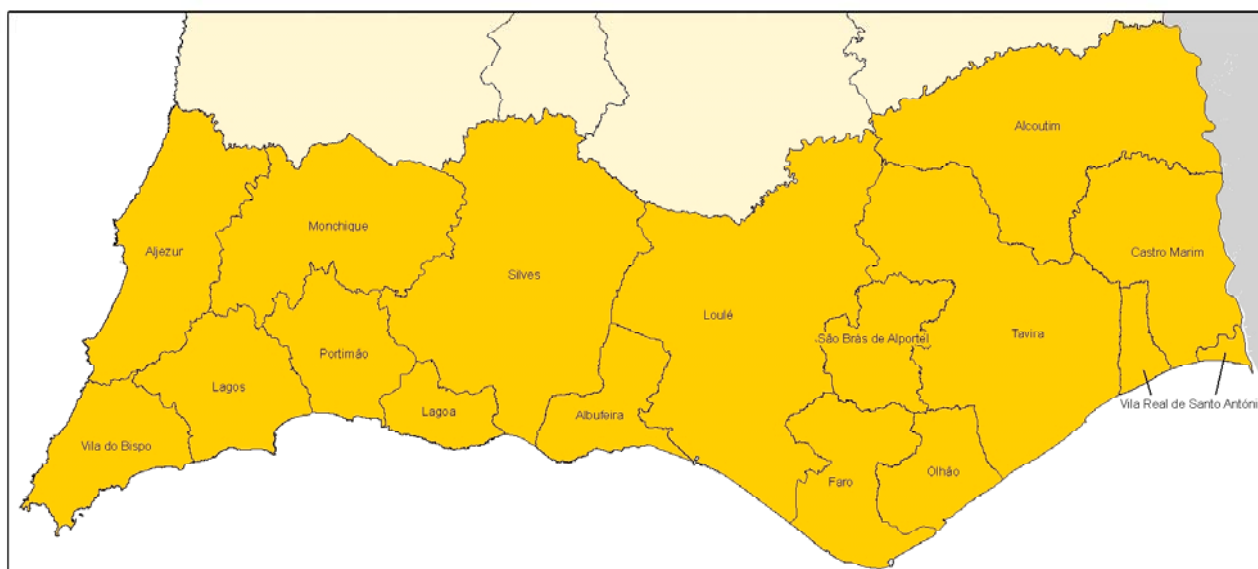 Alcoutim
Monchique
Aljezur
Castro Marim
Silves
Loulé
São Brás de Alportel
Tavira
Portimão
Lagos
Lagoa
Albufeira
Vila Real de Santo Antóni
Vila do Bispo
Olhão
Faro